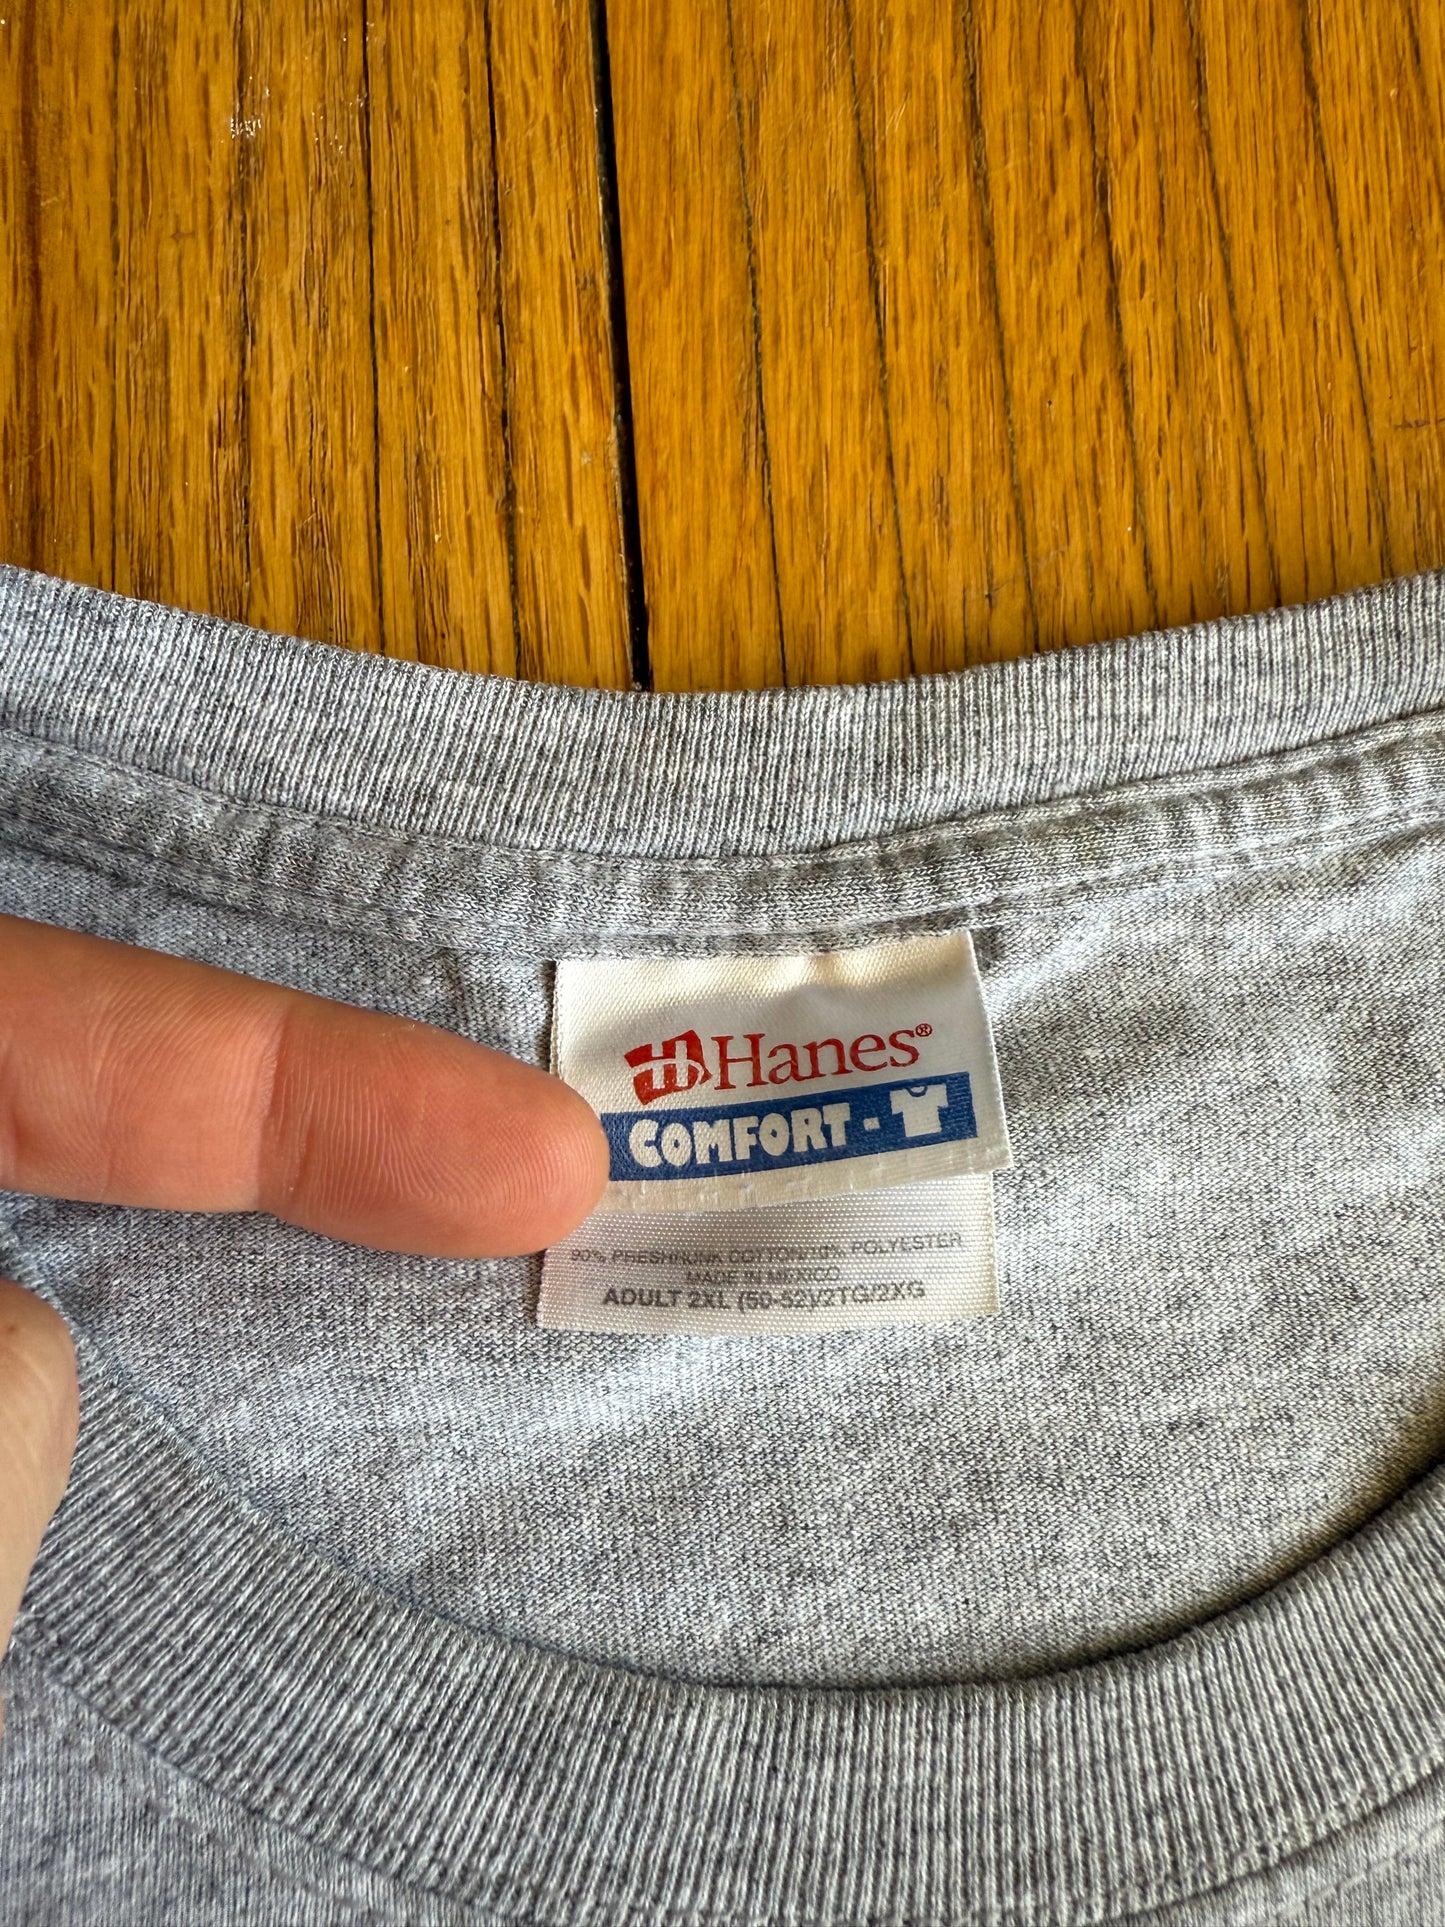 Hanes®
COMFORT -
90% PRESHRUNK COTTON/10% POLYESTER
MADE IN MEXICO
ADULT 2XL (50-52)/2TG/2XG